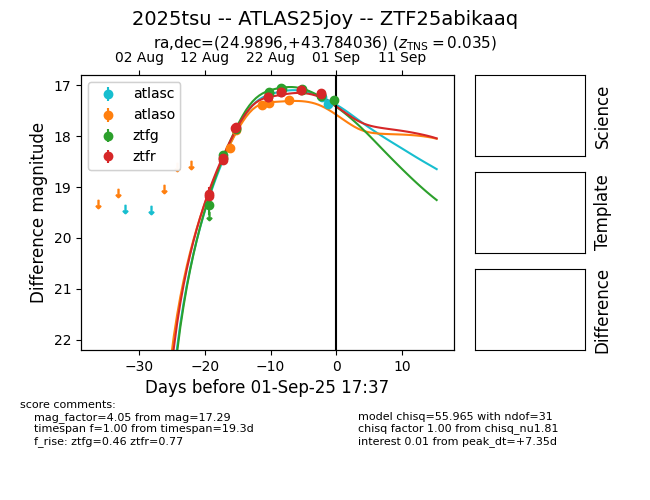 2025tsu -- ATLAS25joy -- ZTF25abikaaq
ra,dec=(24.9896,+43.784036) (zTNS=0.035)
02 Aug 12 Aug 22 Aug 01 Sep 11 Sep
atlasc
atlaso
ztfg
ztfr
17
18
19
20
21
22
Difference magnitude
−30 −20 −10 0 10
Days before 01-Sep-25 17:37
Science
Template
Difference
score comments:
mag_factor=4.05 from mag=17.29
timespan f=1.00 from timespan=19.3d
f_rise: ztfg=0.46 ztfr=0.77
model chisq=55.965 with ndof=31
chisq factor 1.00 from chisq_nu1.81
interest 0.01 from peak_dt=+7.35d